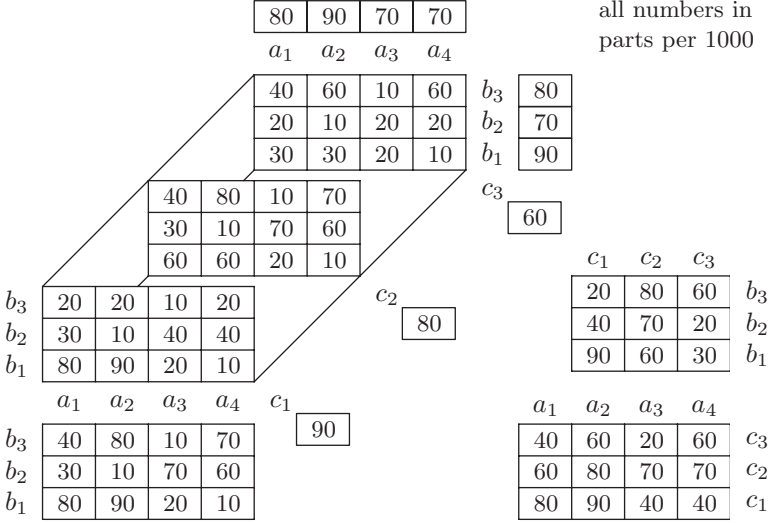 80 90 70 70
all numbers in
parts per 1000
a1 a2 a3 a4
40 60 10 60 b3 80
20 10 20 20 b2 70
30 30 20 10 b1 90
c3
60
40 80 10 70
30 10 70 60
60 60 20 10
c2
80
b3 20 20 10 20
b2 30 10 40 40
b1 80 90 20 10
a1 a2 a3 a4 c1
90
b3 40 80 10 70
b2 30 10 70 60
b1 80 90 20 10
c1 c2 c3
20 80 60 b3
40 70 20 b2
90 60 30 b1
a1 a2 a3 a4
40 60 20 60 c3
60 80 70 70 c2
80 90 40 40 c1